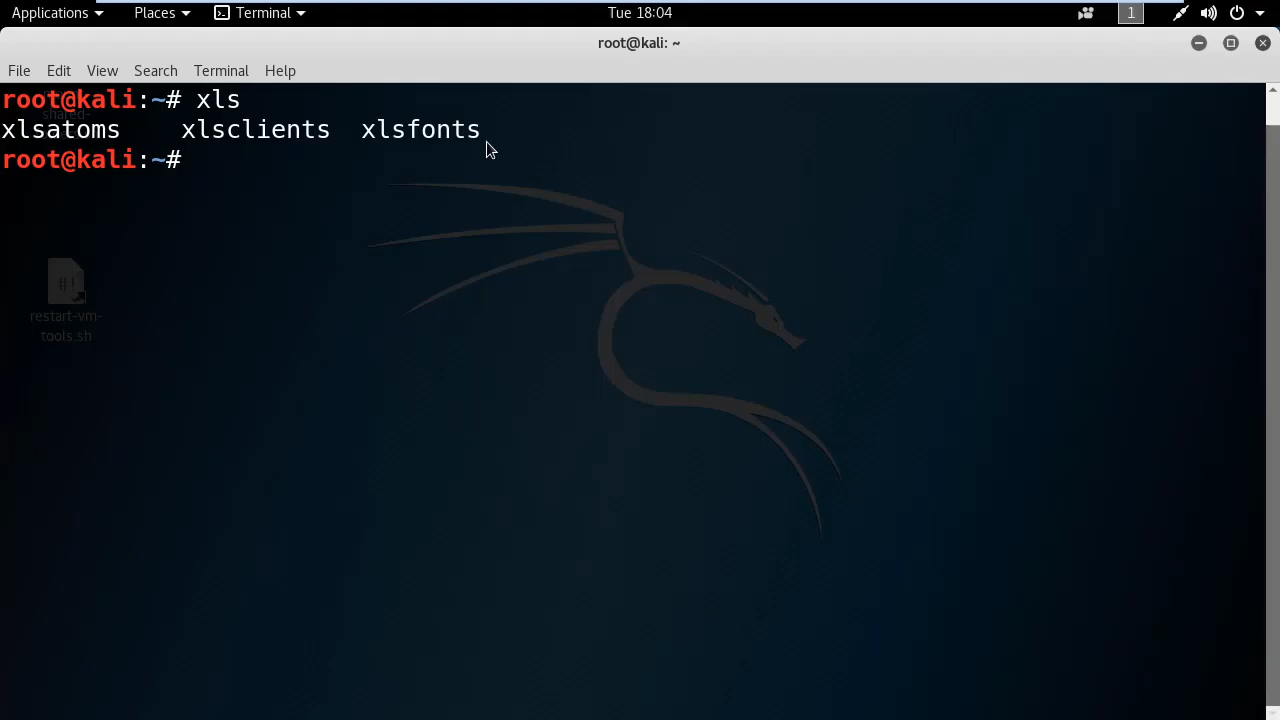 Applications Places Terminal Tue 18:04 1
root@kali: ~
File Edit View Search Terminal Help
root@kali:~# xls
shared-
xlsatoms xlsclients xlsfonts
root@kali:~#
#!
restart-vm-
tools.sh